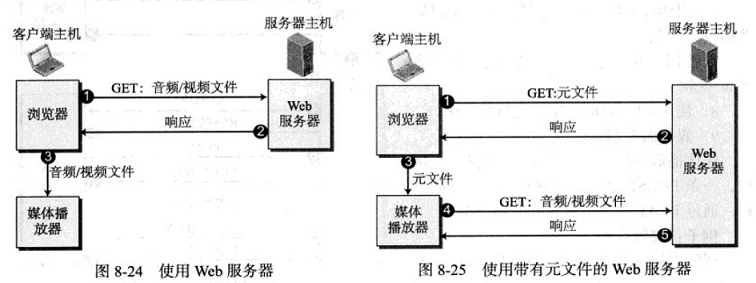 客户端主机
服务器主机
浏览器
1
GET：音频/视频文件
Web
服务器
响应
2
3
音频/视频文件
媒体播
放器
图 8-24 使用 Web 服务器
客户端主机
服务器主机
浏览器
1
GET:元文件
响应
2
3
元文件
Web
服务器
媒体
播放器
4
GET：音频/视频文件
响应
5
图 8-25 使用带有元文件的 Web 服务器